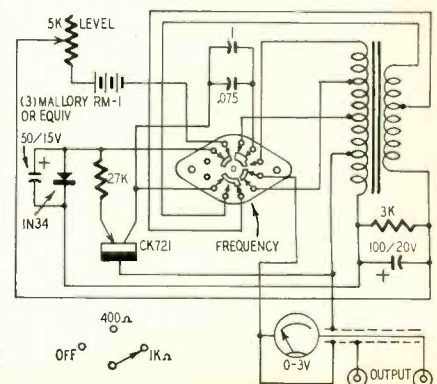 5K
LEVEL
.1
.075
(3) MALLORY RM-1
OR EQUIV
50/15V
+
27K
1N34
CK721
FREQUENCY
3K
100/20V
+
400Ω
OFF
1KΩ
0-3V
OUTPUT